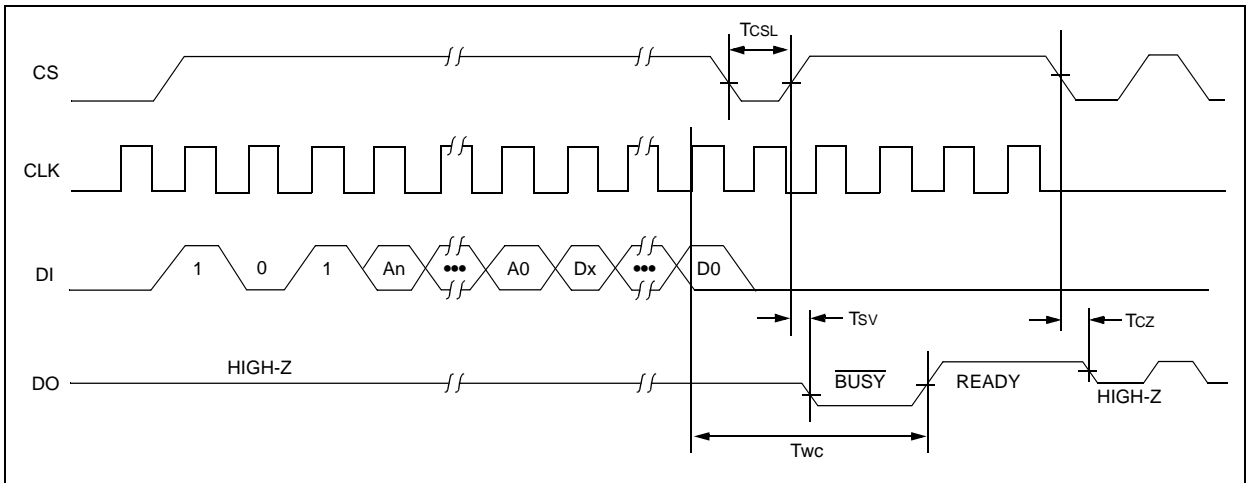 TCSL
CS
CLK
DI 1 0 1 An ••• A0 Dx ••• D0
TSV TCZ
DO HIGH-Z BUSY READY HIGH-Z
Twc